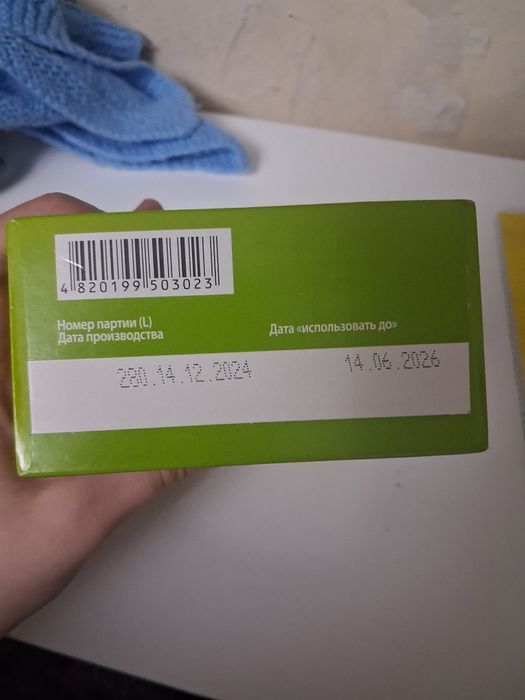 4 820199 503023
Номер партии (L)
Дата производства
Дата «использовать до»
280.14.12.2024
14.06.2026